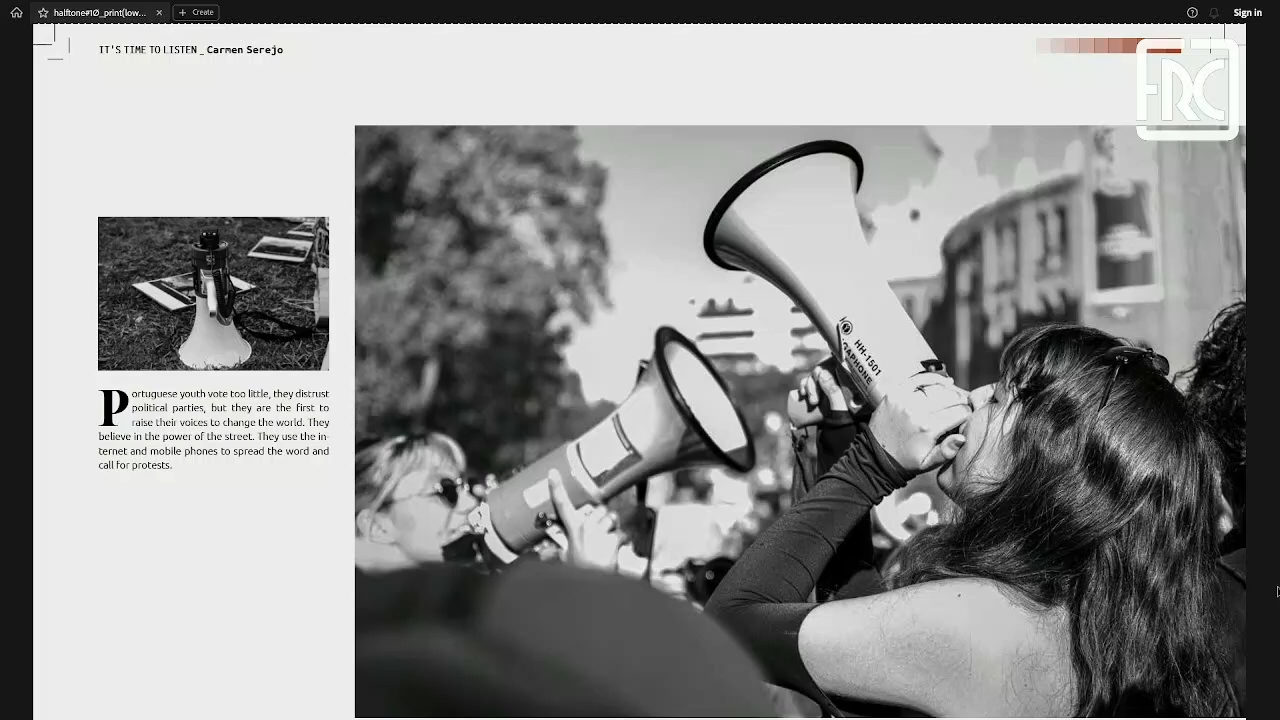 halftone#1Ø_print(low...
Create
Sign in
IT'S TIME TO LISTEN _ Carmen Serejo
FRC
HH-1501
Portuguese youth vote too little, they distrust
political parties, but they are the first to
raise their voices to change the world. They
believe in the power of the street. They use the in-
ternet and mobile phones to spread the word and
call for protests.